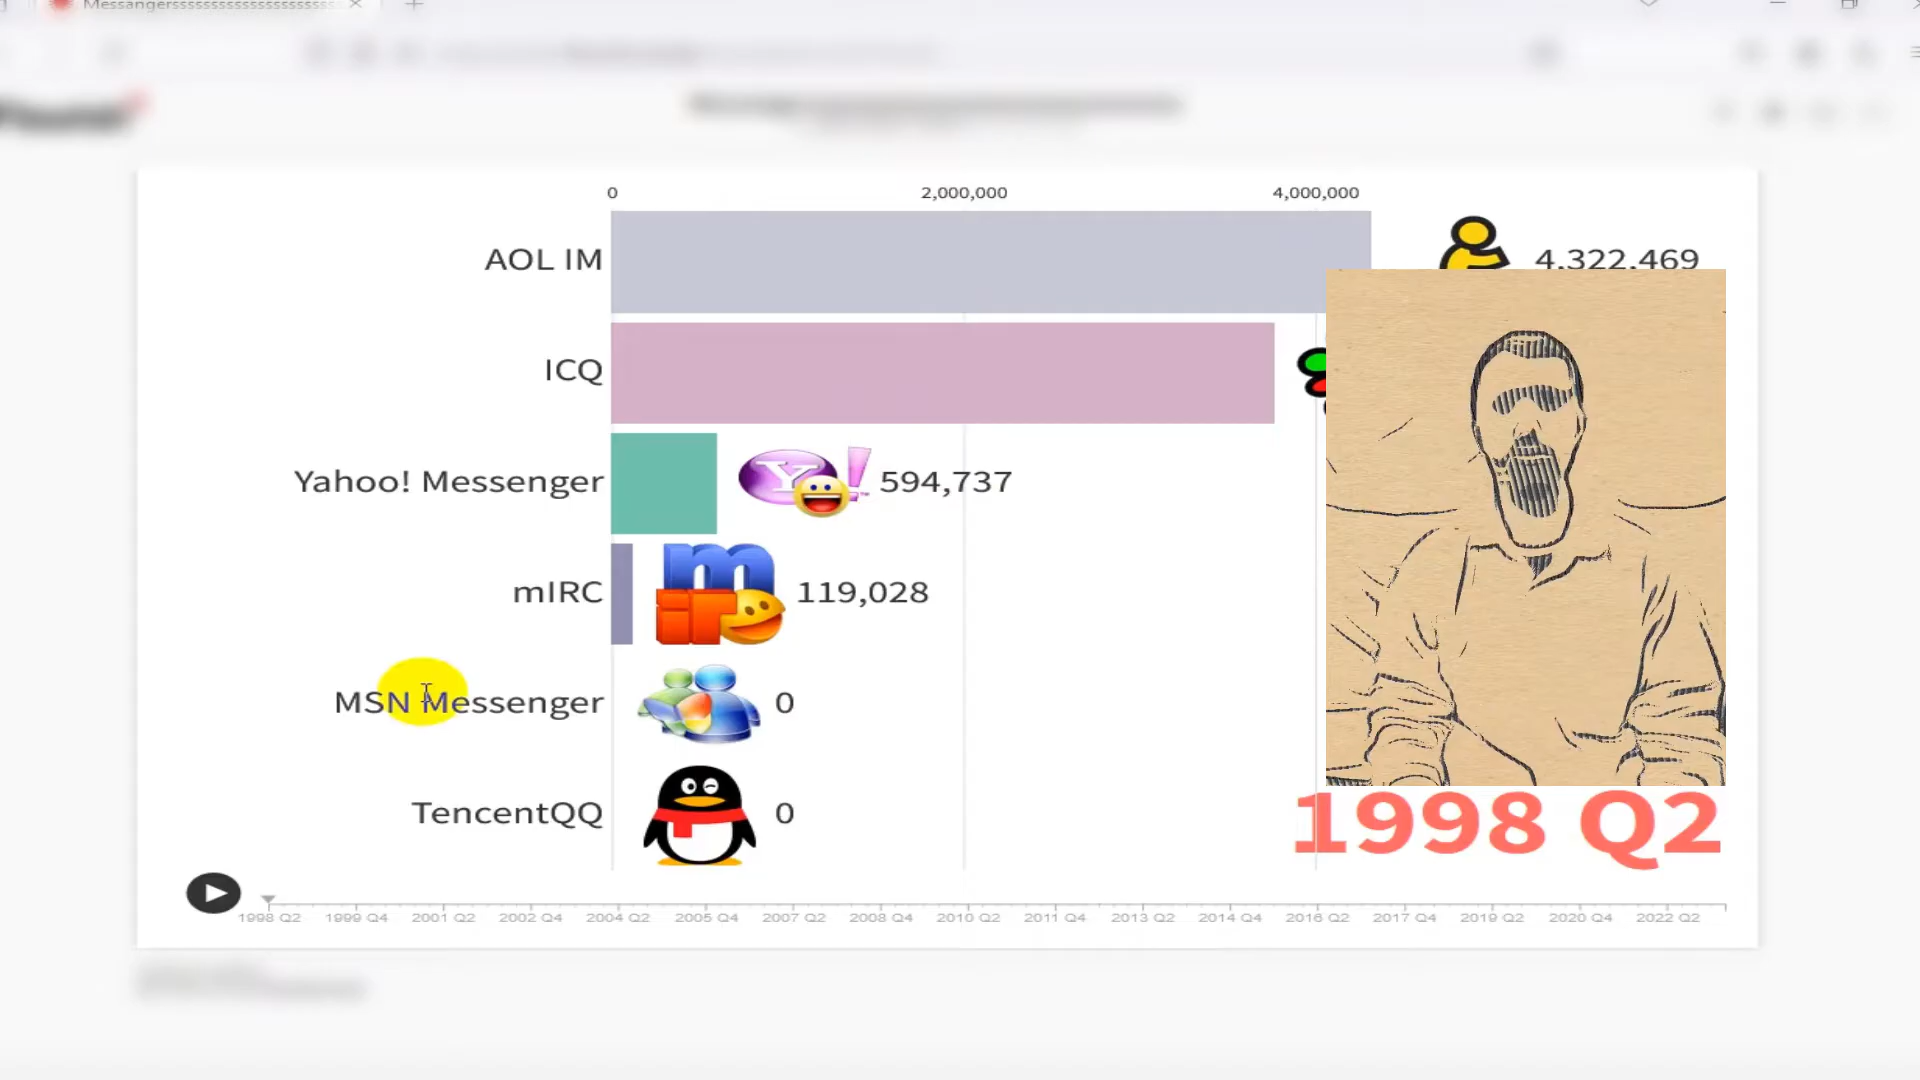 Messangersssssssssssssssssssss
0 2,000,000 4,000,000
AOL IM 4,322,469
ICQ
Yahoo! Messenger 594,737
mIRC 119,028
MSN Messenger 0
TencentQQ 0
1998 Q2
1998 Q2 1999 Q4 2001 Q2 2002 Q4 2004 Q2 2005 Q4 2007 Q2 2008 Q4 2010 Q2 2011 Q4 2013 Q2 2014 Q4 2016 Q2 2017 Q4 2019 Q2 2020 Q4 2022 Q2